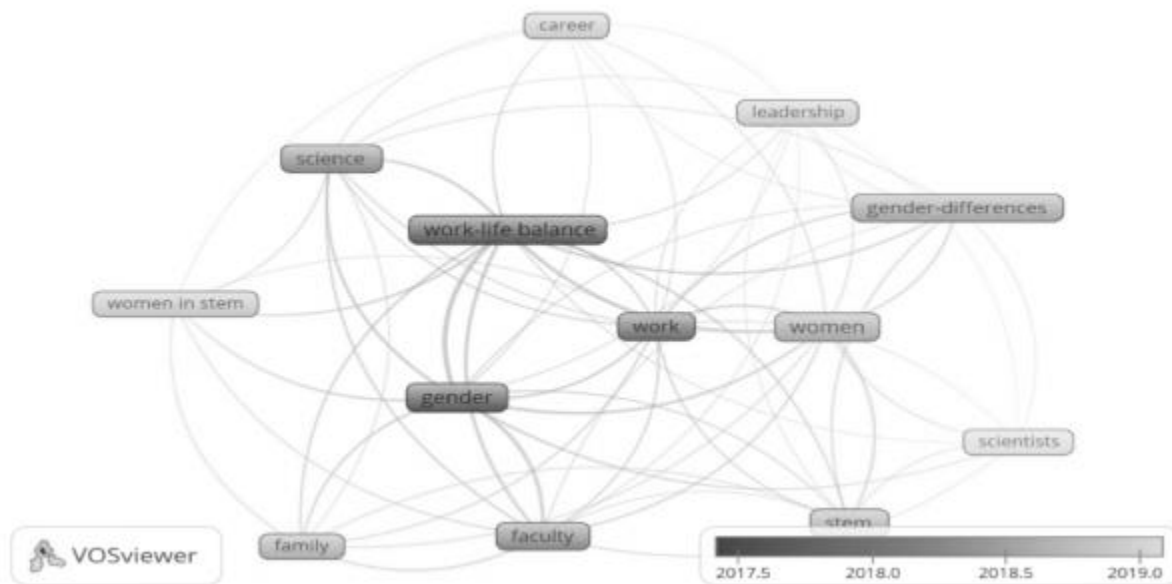 career
leadership
science
gender-differences
work-life balance
women in stem
work
women
gender
scientists
stem
faculty
family
VOSviewer
2017.5 2018.0 2018.5 2019.0